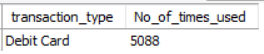 transaction_type No_of_times_used
Debit Card 5088